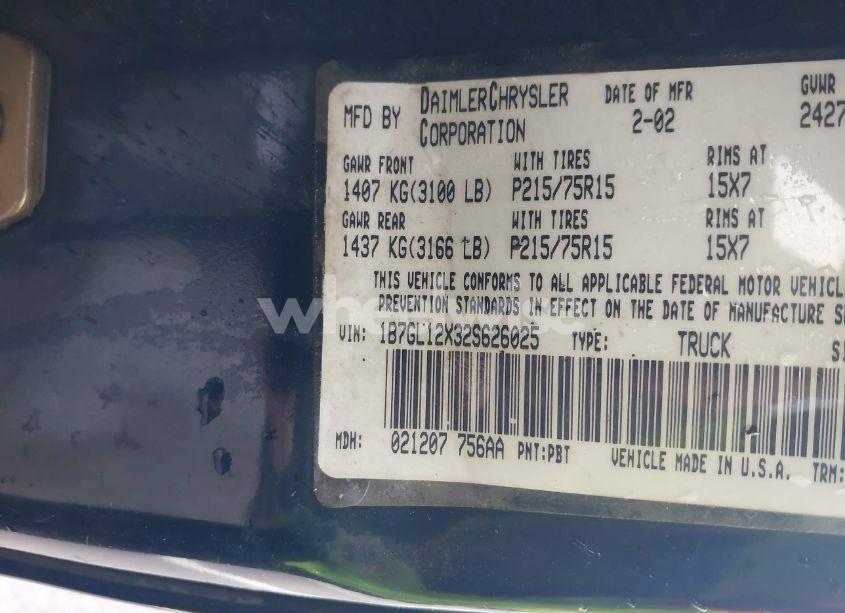 MFD BY DAIMLERCHRYSLER CORPORATION DATE OF MFR 2-02 GVWR 2427
GAWR FRONT WITH TIRES RIMS AT
1407 KG(3100 LB) P215/75R15 15X7
GAWR REAR WITH TIRES RIMS AT
1437 KG(3166 LB) P215/75R15 15X7
THIS VEHICLE CONFORMS TO ALL APPLICABLE FEDERAL MOTOR VEHICLE
PREVENTION STANDARDS IN EFFECT ON THE DATE OF MANUFACTURE
VIN: 1B7GL12X32S626025 TYPE: TRUCK
MDH: 021207 756AA PNT:PBT VEHICLE MADE IN U.S.A. TRM: